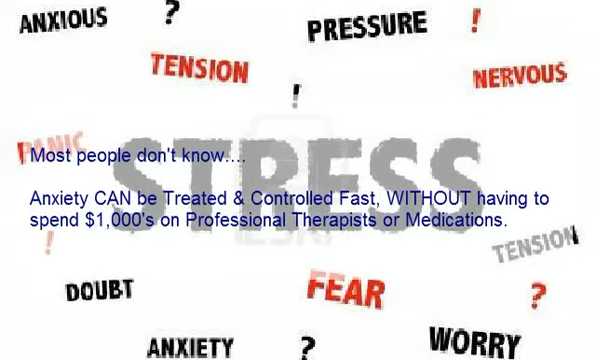 ANXIOUS ? PRESSURE !
TENSION NERVOUS
!
PANIC
Most people don't know....
STRESS
Anxiety CAN be Treated & Controlled Fast, WITHOUT having to
spend $1,000's on Professional Therapists or Medications.
! TENSION
DOUBT FEAR ?
ANXIETY ? WORRY